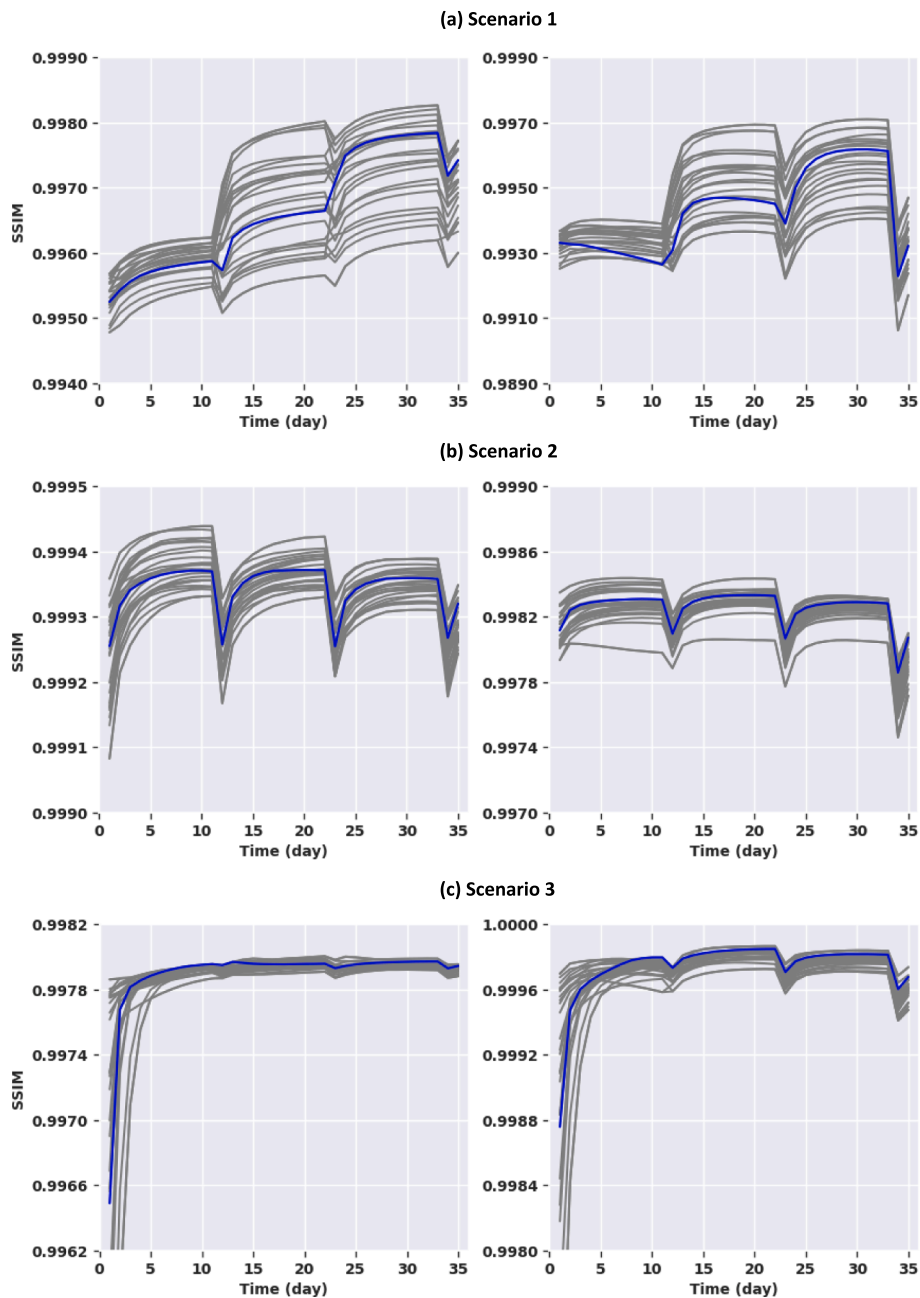 (a) Scenario 1
0.9990
0.9980
0.9970
0.9960
0.9950
0.9940
SSIM
0 5 10 15 20 25 30 35
Time (day)
0.9990
0.9970
0.9950
0.9930
0.9910
0.9890
0 5 10 15 20 25 30 35
Time (day)
(b) Scenario 2
0.9995
0.9994
0.9993
0.9992
0.9991
0.9990
SSIM
0 5 10 15 20 25 30 35
Time (day)
0.9990
0.9986
0.9982
0.9978
0.9974
0.9970
0 5 10 15 20 25 30 35
Time (day)
(c) Scenario 3
0.9982
0.9978
0.9974
0.9970
0.9966
0.9962
SSIM
0 5 10 15 20 25 30 35
Time (day)
1.0000
0.9996
0.9992
0.9988
0.9984
0.9980
0 5 10 15 20 25 30 35
Time (day)